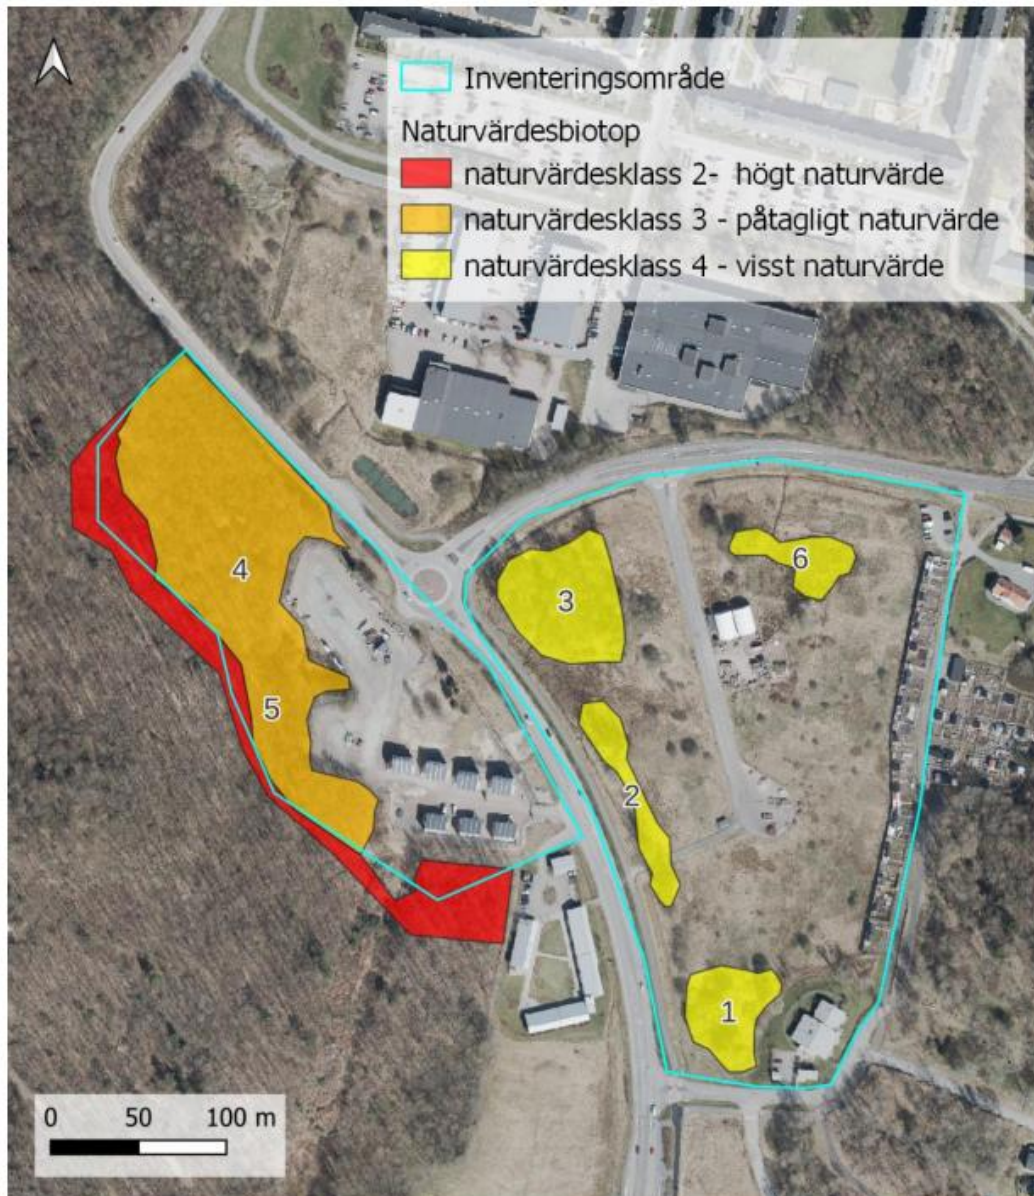 Inventeringsområde
Naturvärdesbiotop
naturvärdesklass 2- högt naturvärde
naturvärdesklass 3 - påtagligt naturvärde
naturvärdesklass 4 - visst naturvärde
4
3
6
5
2
1
0 50 100 m